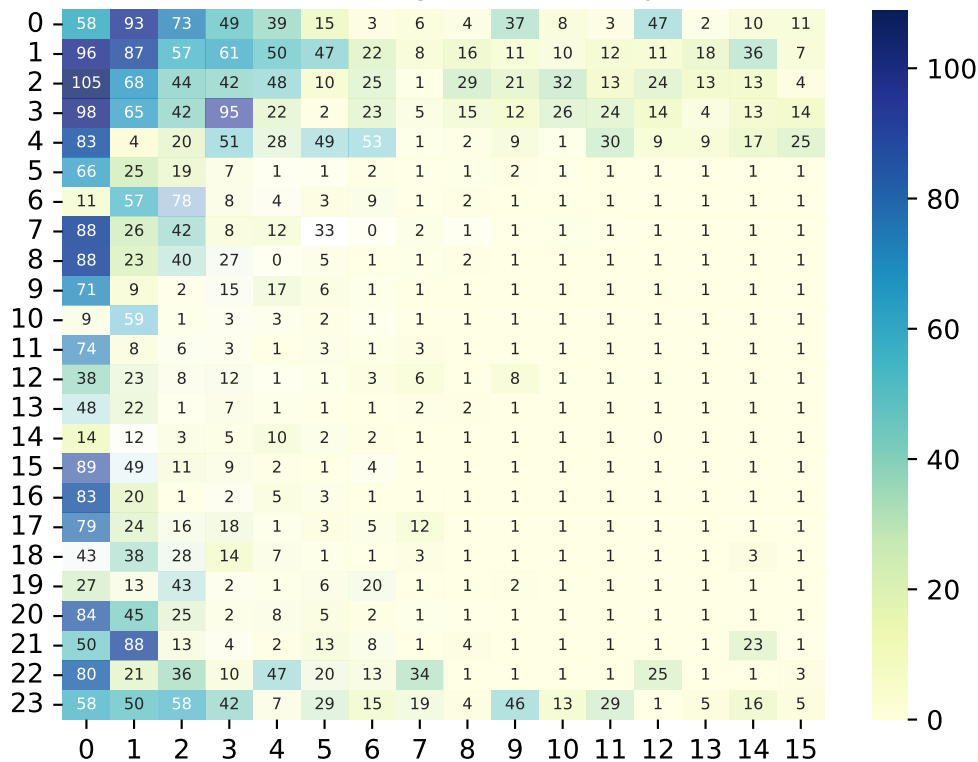 0 58 93 73 49 39 15 3 6 4 37 8 3 47 2 10 11
1 96 87 57 61 50 47 22 8 16 11 10 12 11 18 36 7
2 105 68 44 42 48 10 25 1 29 21 32 13 24 13 13 4
3 98 65 42 95 22 2 23 5 15 12 26 24 14 4 13 14
4 83 4 20 51 28 49 53 1 2 9 1 30 9 9 17 25
5 66 25 19 7 1 1 2 1 1 2 1 1 1 1 1 1
6 11 57 78 8 4 3 9 1 2 1 1 1 1 1 1 1
7 88 26 42 8 12 33 0 2 1 1 1 1 1 1 1 1
8 88 23 40 27 0 5 1 1 2 1 1 1 1 1 1 1
9 71 9 2 15 17 6 1 1 1 1 1 1 1 1 1 1
10 9 59 1 3 3 2 1 1 1 1 1 1 1 1 1 1
11 74 8 6 3 1 3 1 3 1 1 1 1 1 1 1 1
12 38 23 8 12 1 1 3 6 1 8 1 1 1 1 1 1
13 48 22 1 7 1 1 1 2 2 1 1 1 1 1 1 1
14 14 12 3 5 10 2 2 1 1 1 1 1 0 1 1 1
15 89 49 11 9 2 1 4 1 1 1 1 1 1 1 1 1
16 83 20 1 2 5 3 1 1 1 1 1 1 1 1 1 1
17 79 24 16 18 1 3 5 12 1 1 1 1 1 1 1 1
18 43 38 28 14 7 1 1 3 1 1 1 1 1 1 3 1
19 27 13 43 2 1 6 20 1 1 2 1 1 1 1 1 1
20 84 45 25 2 8 5 2 1 1 1 1 1 1 1 1 1
21 50 88 13 4 2 13 8 1 4 1 1 1 1 1 23 1
22 80 21 36 10 47 20 13 34 1 1 1 1 25 1 1 3
23 58 50 58 42 7 29 15 19 4 46 13 29 1 5 16 5
0 1 2 3 4 5 6 7 8 9 10 11 12 13 14 15
100
80
60
40
20
0